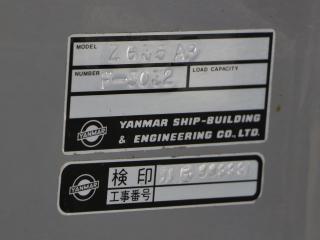 MODEL
NUMBER
LOAD CAPACITY
YANMAR
YANMAR SHIP-BUILDING
& ENGINEERING CO., LTD.
YANMAR
検印
工事番号